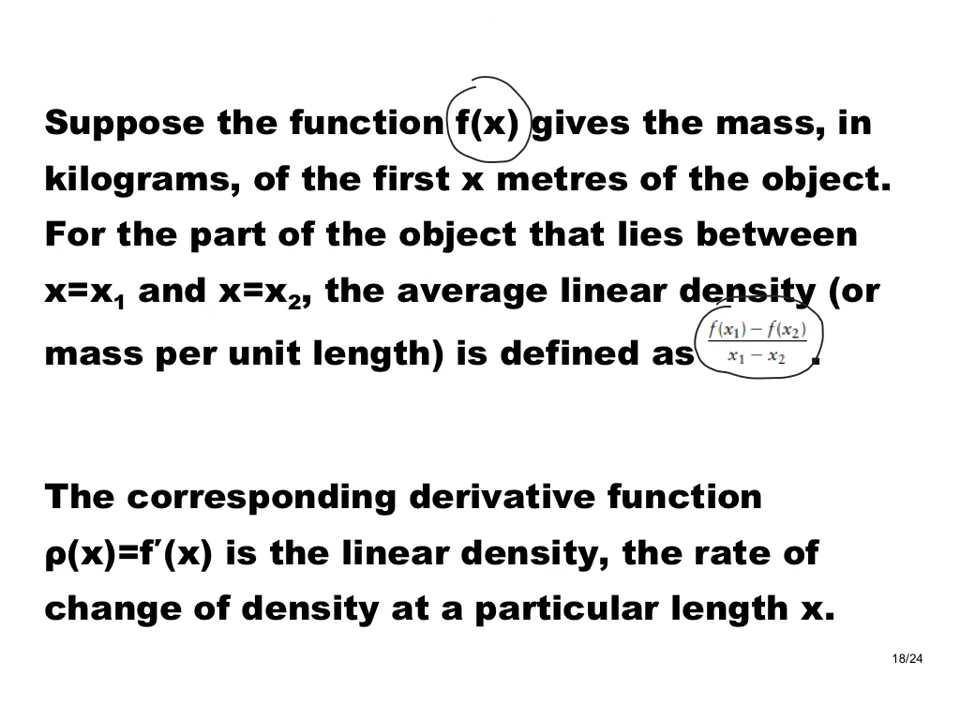 Suppose the function f(x) gives the mass, in
kilograms, of the first x metres of the object.
For the part of the object that lies between
x=x₁ and x=x₂, the average linear density (or
mass per unit length) is defined as (f(x₁) − f(x₂))/(x₁ − x₂).
The corresponding derivative function
ρ(x)=f′(x) is the linear density, the rate of
change of density at a particular length x.
18/24